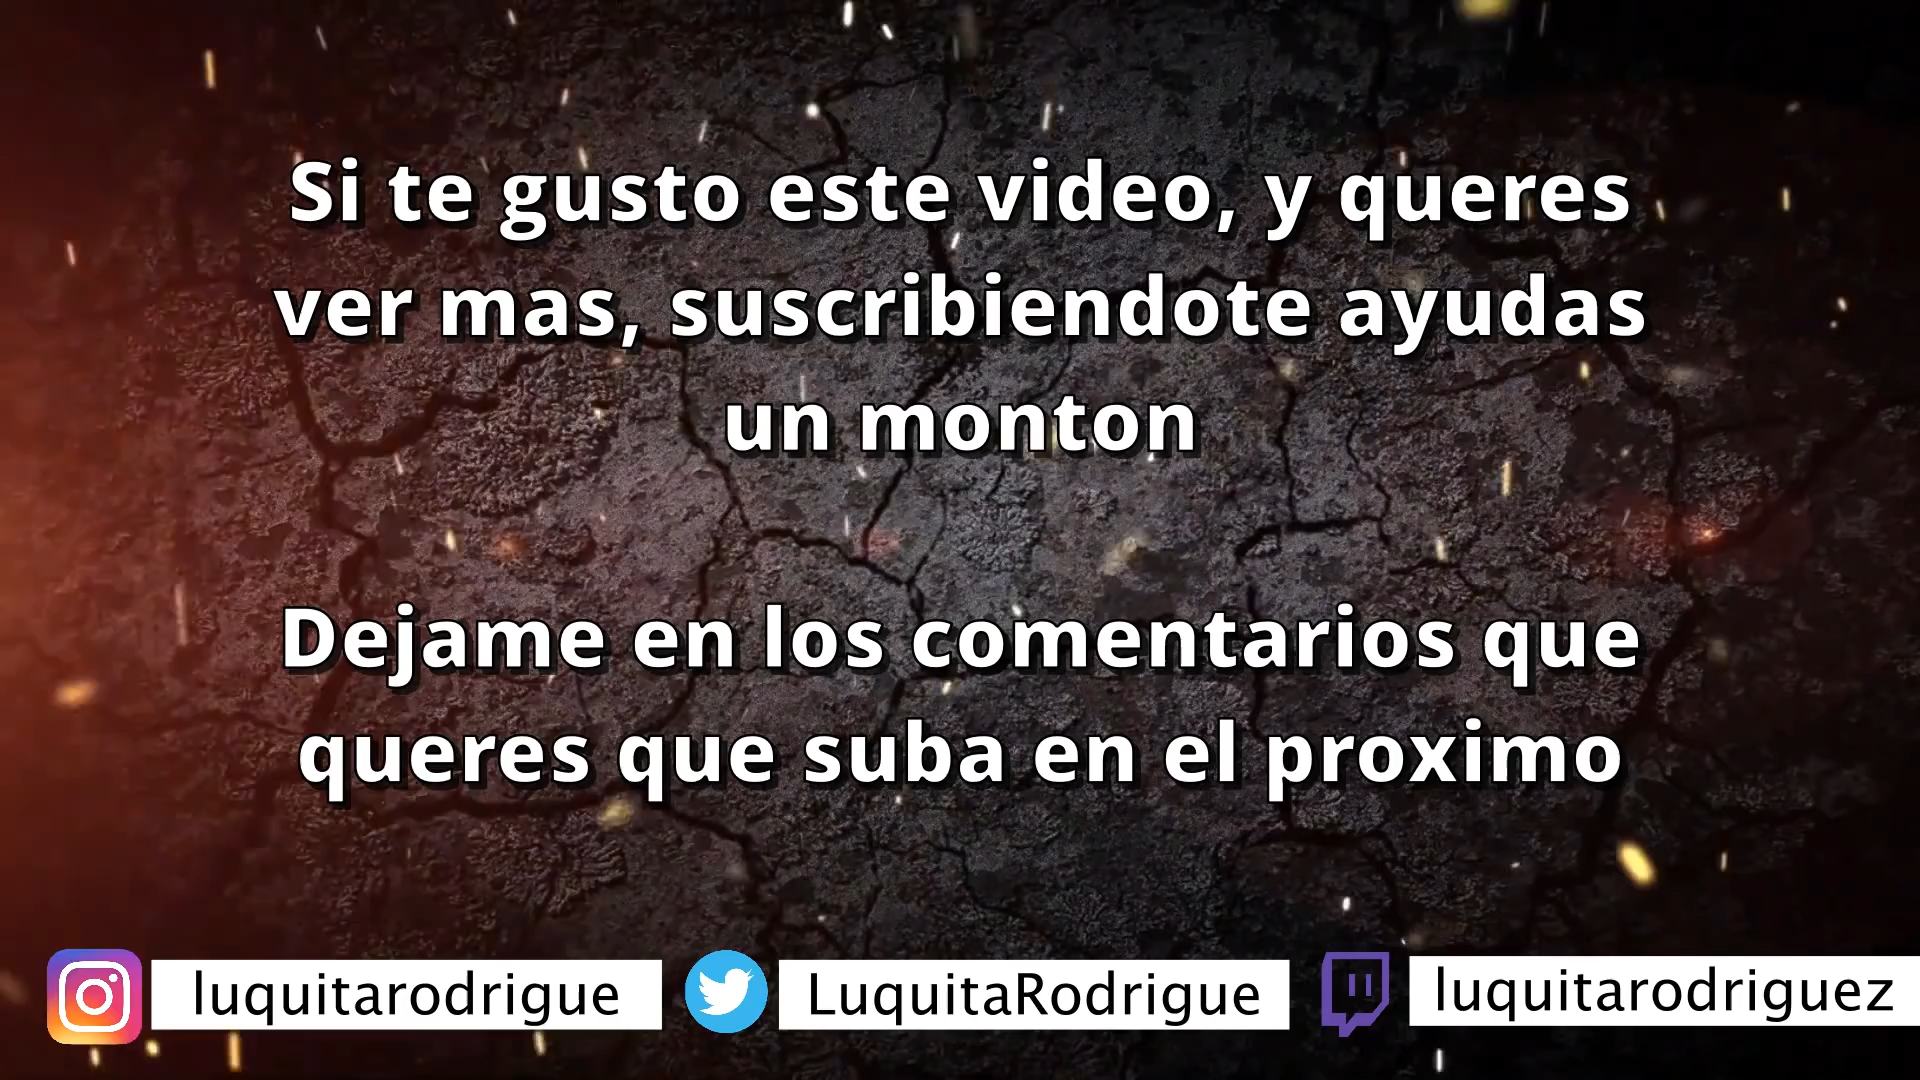 Si te gusto este video, y queres
ver mas, suscribiendote ayudas
un monton
Dejame en los comentarios que
queres que suba en el proximo
luquitarodrigue
LuquitaRodrigue
luquitarodriguez